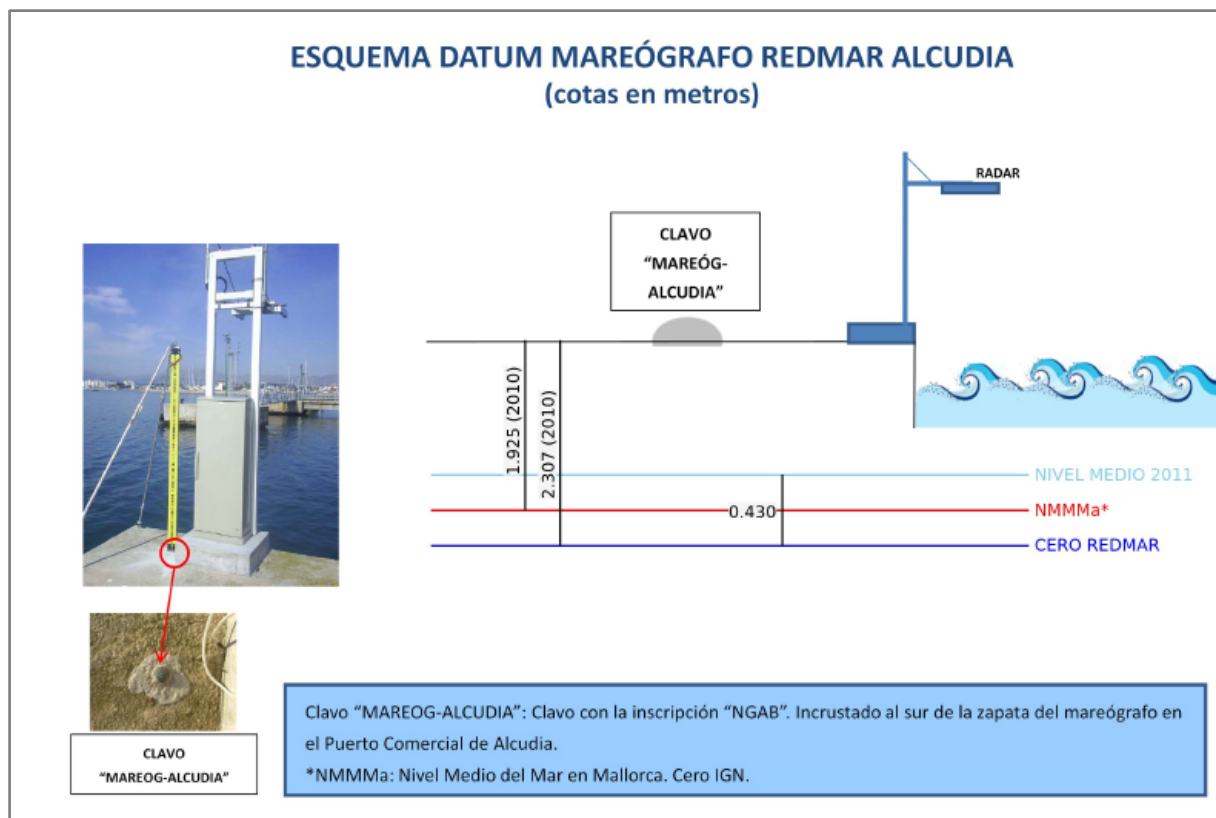 ESQUEMA DATUM MAREÓGRAFO REDMAR ALCUDIA
(cotas en metros)
RADAR
CLAVO
“MAREÓG-
ALCUDIA”
1.925 (2010)
2.307 (2010)
0.430
NIVEL MEDIO 2011
NMMMa*
CERO REDMAR
CLAVO
“MAREOG-ALCUDIA”
Clavo “MAREOG-ALCUDIA”: Clavo con la inscripción “NGAB”. Incrustado al sur de la zapata del mareógrafo en
el Puerto Comercial de Alcudia.
*NMMMa: Nivel Medio del Mar en Mallorca. Cero IGN.